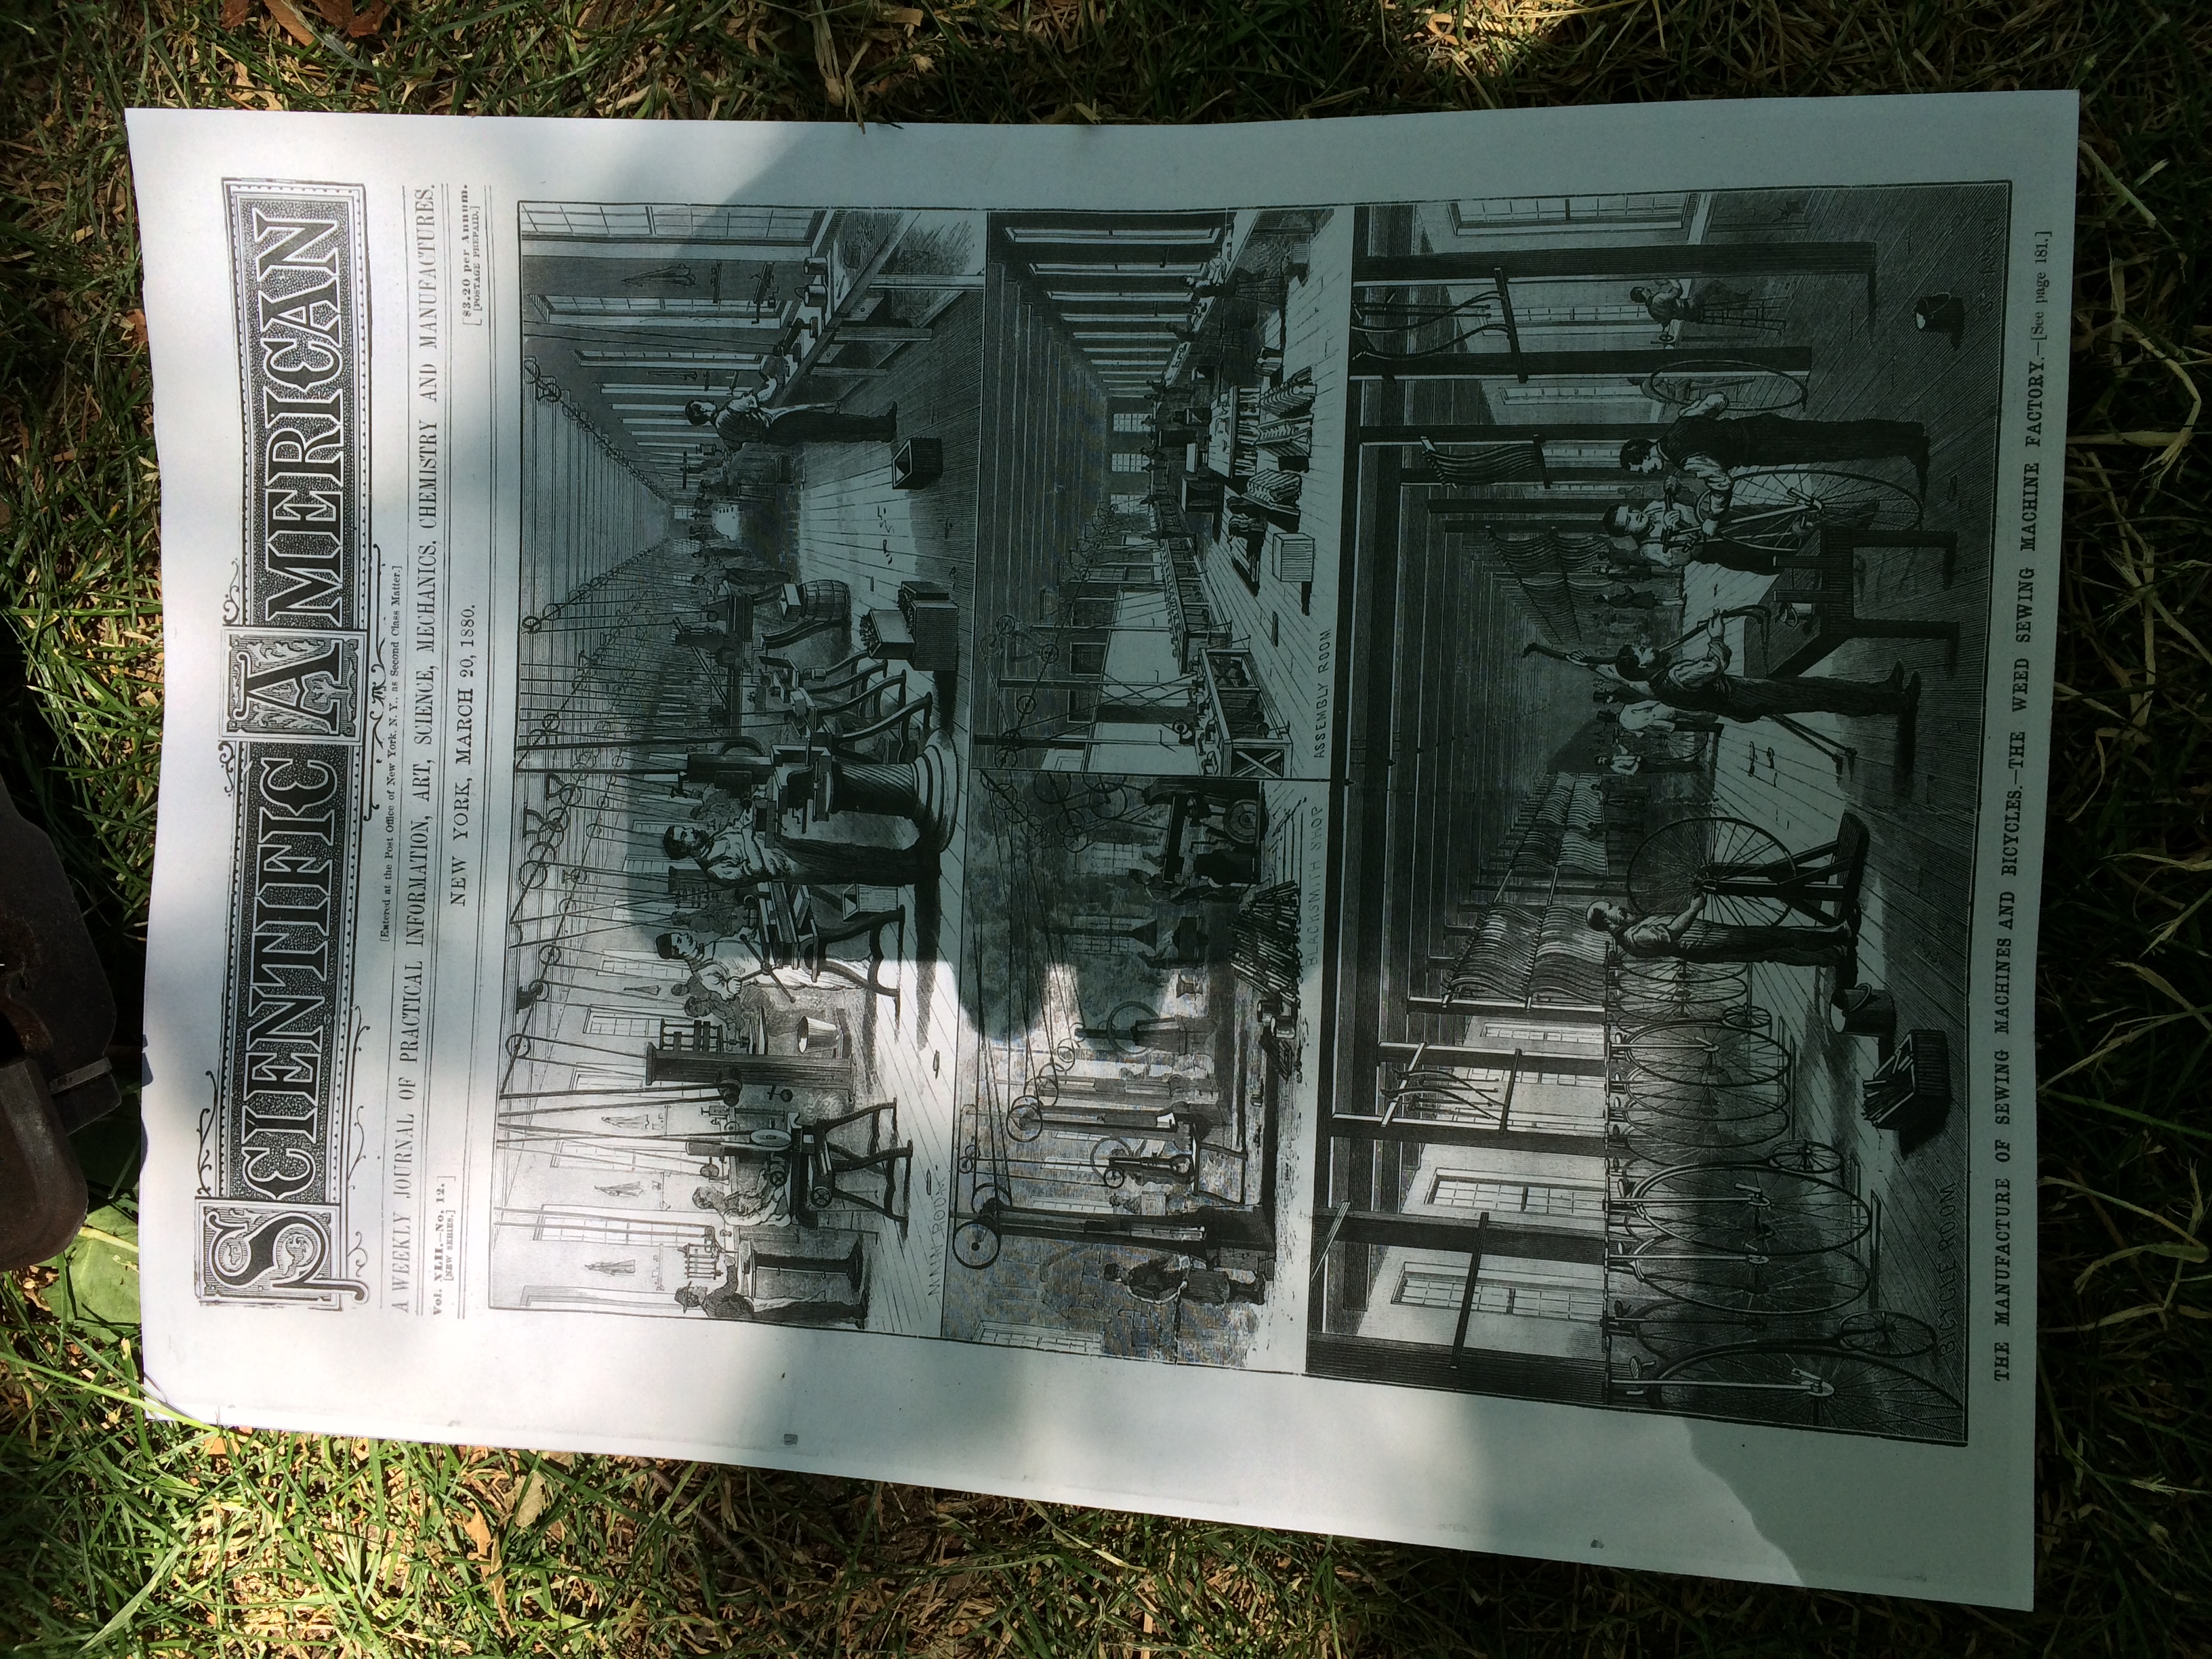 SCIENTIFIC AMERICAN
[Entered at the Post Office of New York, N. Y., as Second Class Matter.]
A WEEKLY JOURNAL OF PRACTICAL INFORMATION, ART, SCIENCE, MECHANICS, CHEMISTRY AND MANUFACTURES.
Vol. XLII.—No. 12.
[NEW SERIES.]
NEW YORK, MARCH 20, 1880.
$3.20 per Annum.
[POSTAGE PREPAID.]
MAIN ROOM
BLACKSMITH SHOP
ASSEMBLY ROOM
BICYCLE ROOM
THE MANUFACTURE OF SEWING MACHINES AND BICYCLES.—THE WEED SEWING MACHINE FACTORY.—[See page 181.]